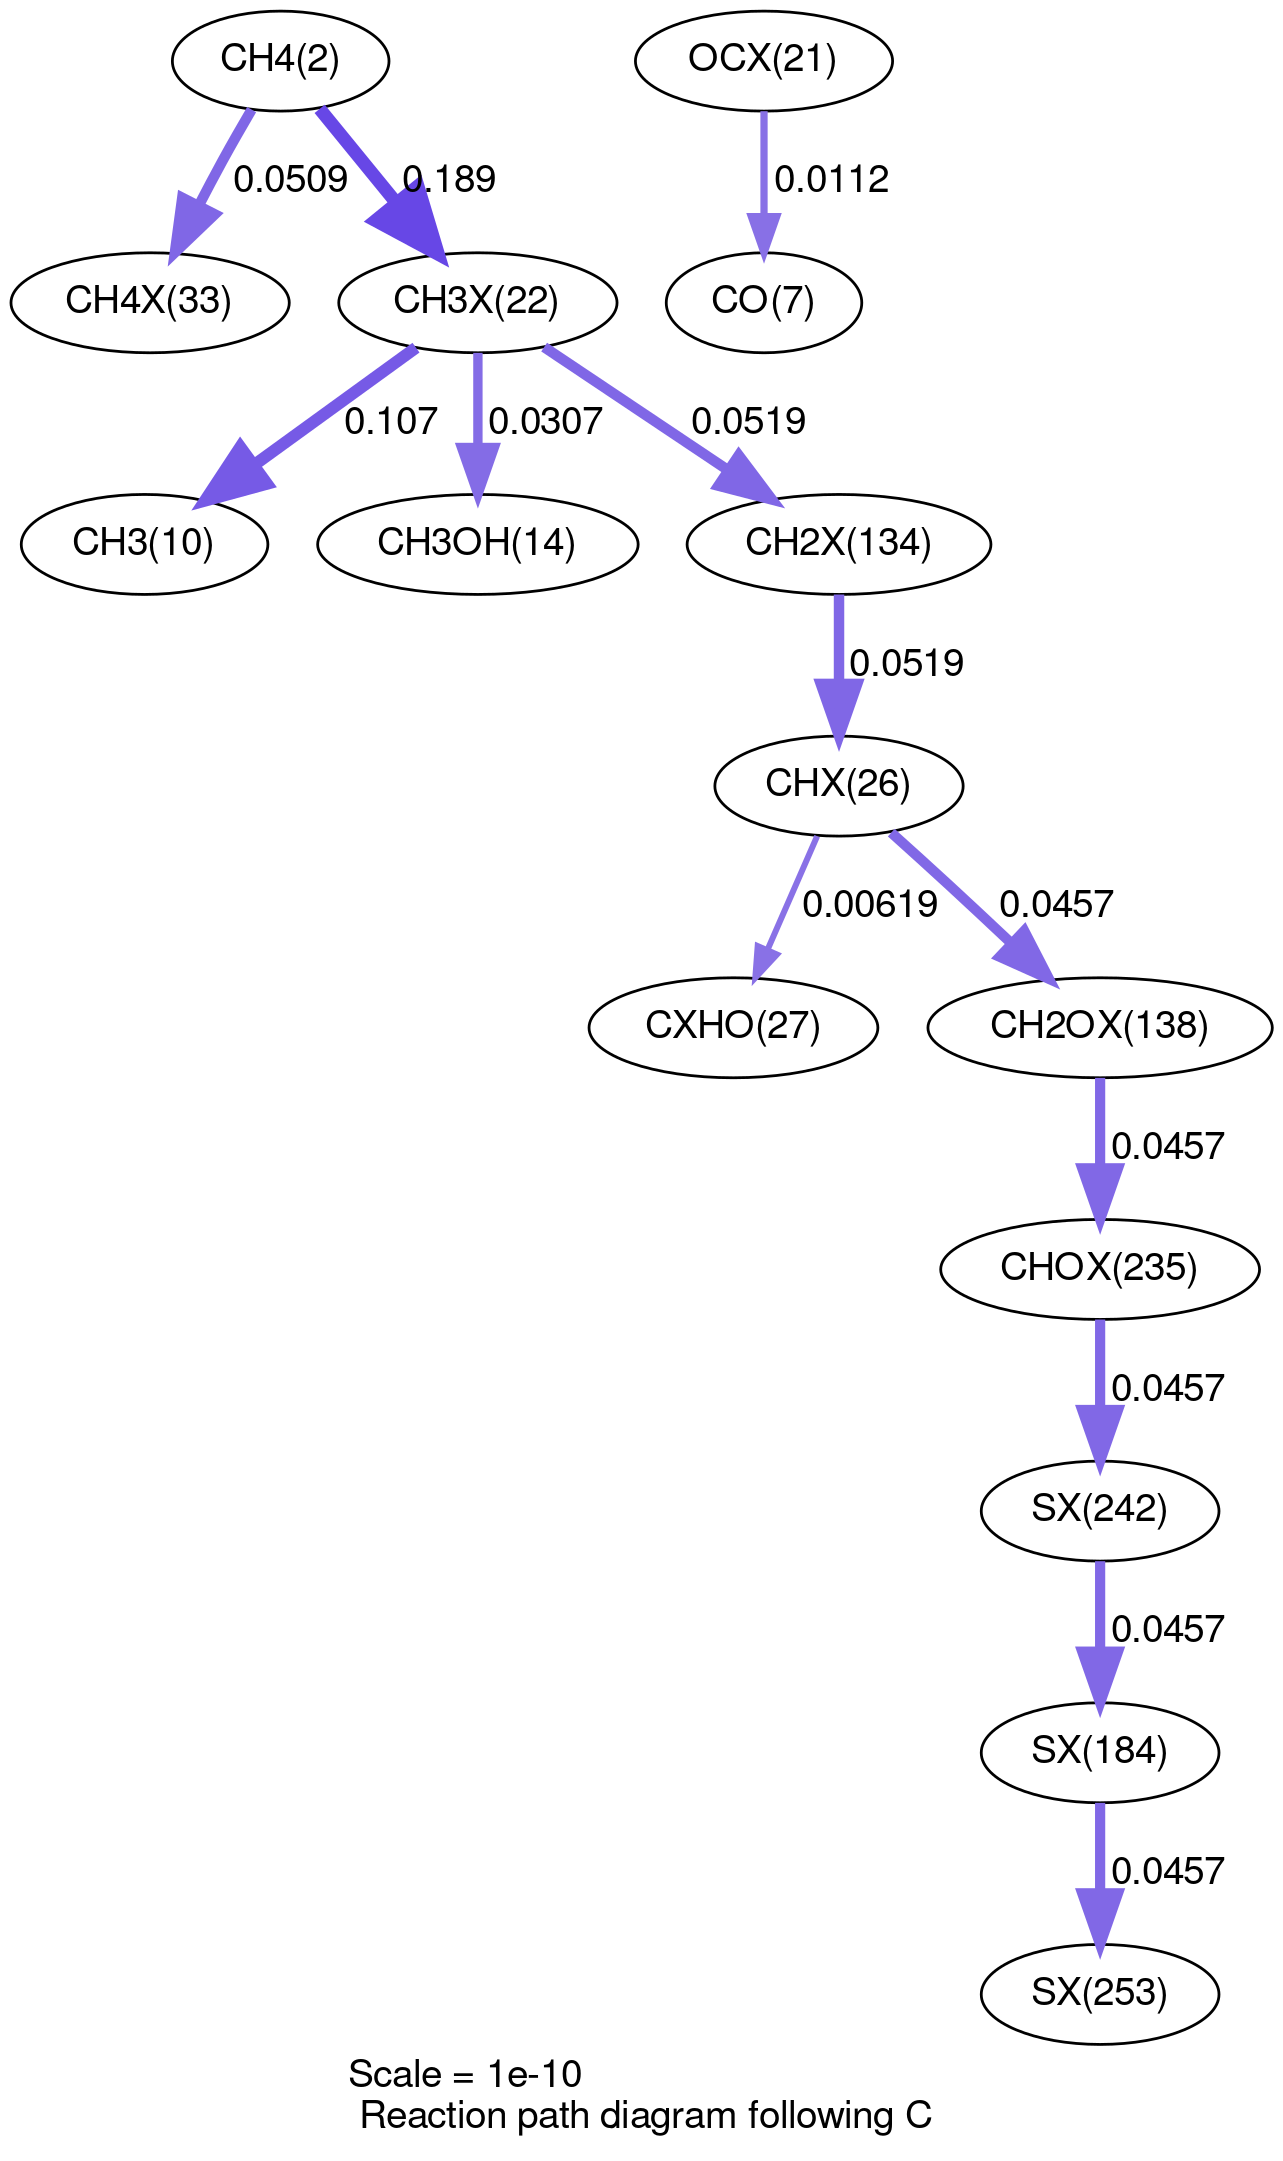 CH4(2)
OCX(21)
0.0509
0.189
0.0112
CH4X(33)
CH3X(22)
CO(7)
0.107
0.0307
0.0519
CH3(10)
CH3OH(14)
CH2X(134)
0.0519
CHX(26)
0.00619
0.0457
CXHO(27)
CH2OX(138)
0.0457
CHOX(235)
0.0457
SX(242)
0.0457
SX(184)
0.0457
SX(253)
Scale = 1e-10
Reaction path diagram following C